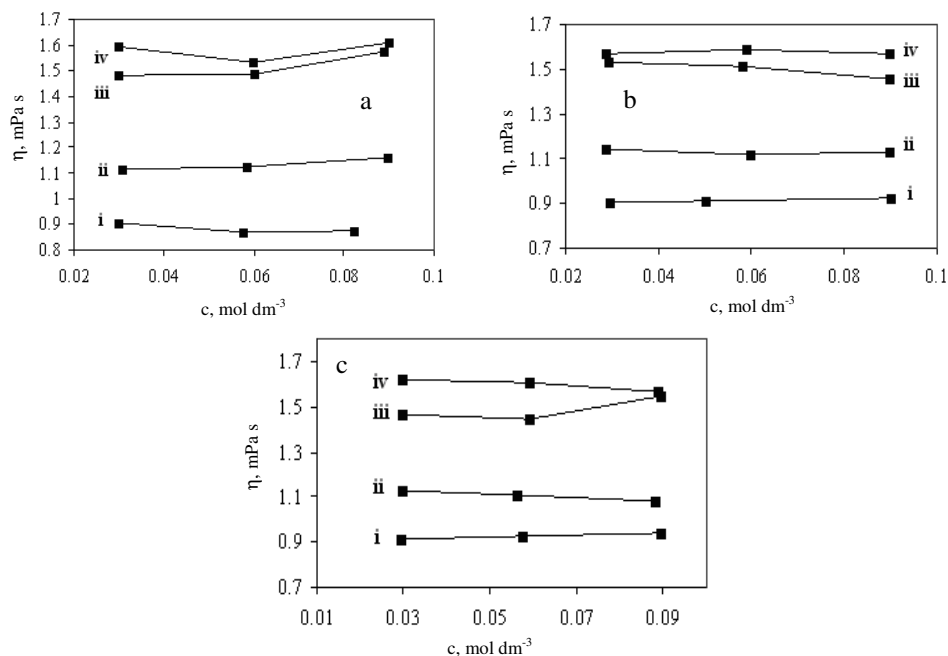 1.7
1.6
1.5
1.4
1.3
1.2
1.1
1
0.9
0.8
η, mPa s
iv
iii
ii
i
a
0.02
0.04
0.06
0.08
0.1
c, mol dm-3
1.7
1.5
1.3
1.1
0.9
0.7
η, mPa s
b
iv
iii
ii
i
0.02
0.04
0.06
0.08
0.1
c, mol dm-3
1.7
1.5
1.3
1.1
0.9
0.7
η, mPa s
c
iv
iii
ii
i
0.01
0.03
0.05
0.07
0.09
c, mol dm-3